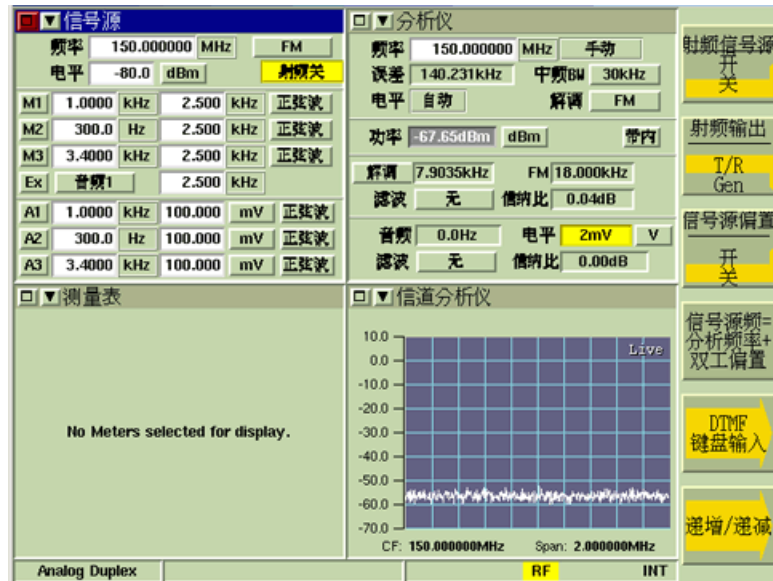 信号源
频率 150.000000 MHz FM
电平 -80.0 dBm 射频关
M1 1.0000 kHz 2.500 kHz 正弦波
M2 300.0 Hz 2.500 kHz 正弦波
M3 3.4000 kHz 2.500 kHz 正弦波
Ex 音频1 2.500 kHz
A1 1.0000 kHz 100.000 mV 正弦波
A2 300.0 Hz 100.000 mV 正弦波
A3 3.4000 kHz 100.000 mV 正弦波
分析仪
频率 150.000000 MHz 手动
误差 140.231kHz 中频BW 30kHz
电平 自动 解调 FM
功率 -67.65dBm dBm 带内
解调 7.9035kHz FM 18.000kHz
滤波 无 信纳比 0.04dB
音频 0.0Hz 电平 2mV V
滤波 无 信纳比 0.00dB
测量表
No Meters selected for display.
信道分析仪
Live
10.0
0.0
-10.0
-20.0
-30.0
-40.0
-50.0
-60.0
-70.0
CF: 150.000000MHz Span: 2.000000MHz
射频信号源
开
关
射频输出
T/R
Gen
信号源偏置
开
关
信号源频=
分析频率+
双工偏置
DTMF
键盘输入
递增/递减
Analog Duplex RF INT